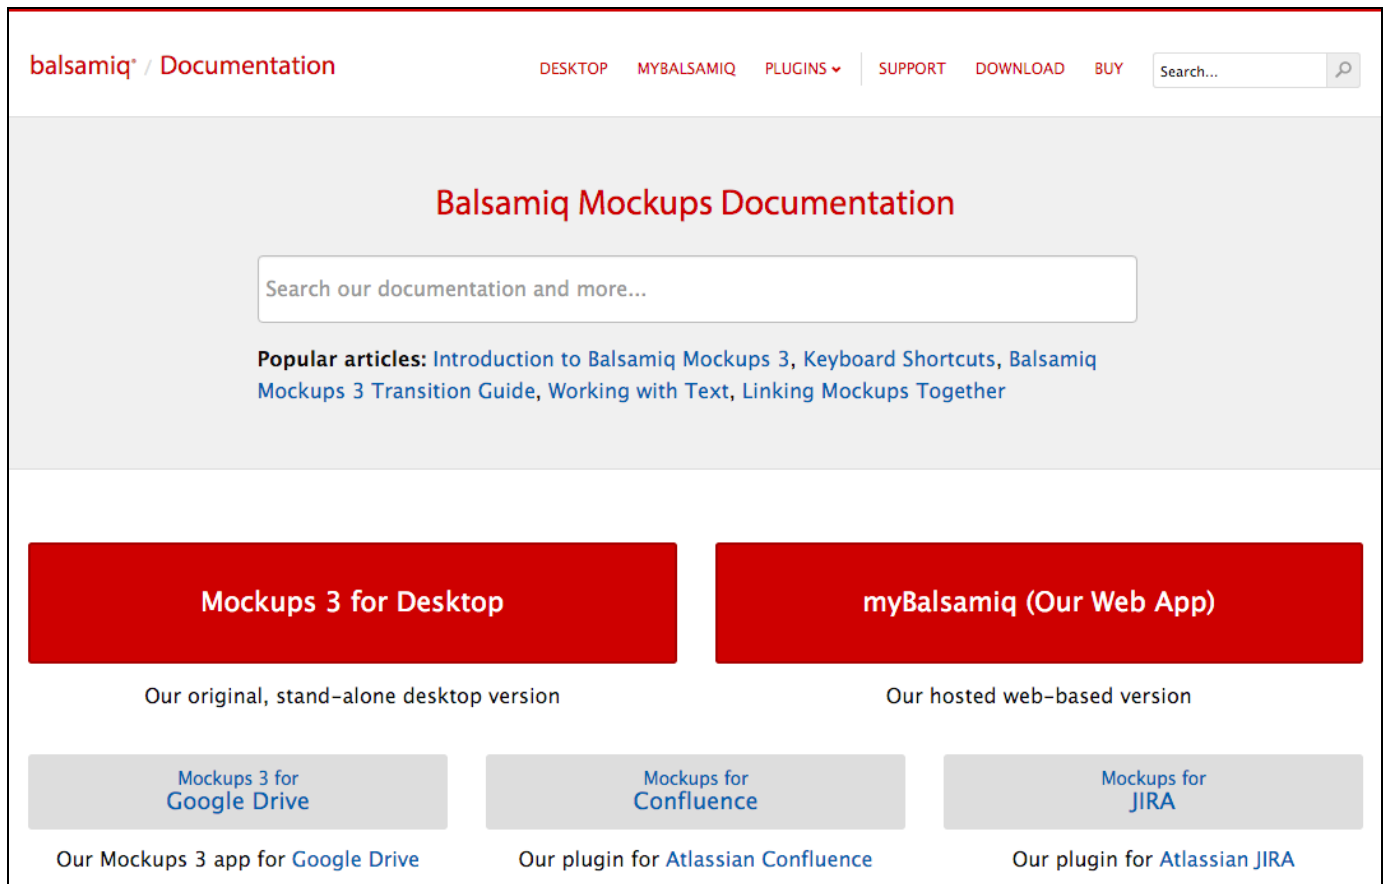 balsamiq® / Documentation
DESKTOP MYBALSAMIQ PLUGINS SUPPORT DOWNLOAD BUY Search...
Balsamiq Mockups Documentation
Search our documentation and more...
Popular articles: Introduction to Balsamiq Mockups 3, Keyboard Shortcuts, Balsamiq
Mockups 3 Transition Guide, Working with Text, Linking Mockups Together
Mockups 3 for Desktop
myBalsamiq (Our Web App)
Our original, stand-alone desktop version
Our hosted web-based version
Mockups 3 for
Google Drive
Mockups for
Confluence
Mockups for
JIRA
Our Mockups 3 app for Google Drive
Our plugin for Atlassian Confluence
Our plugin for Atlassian JIRA